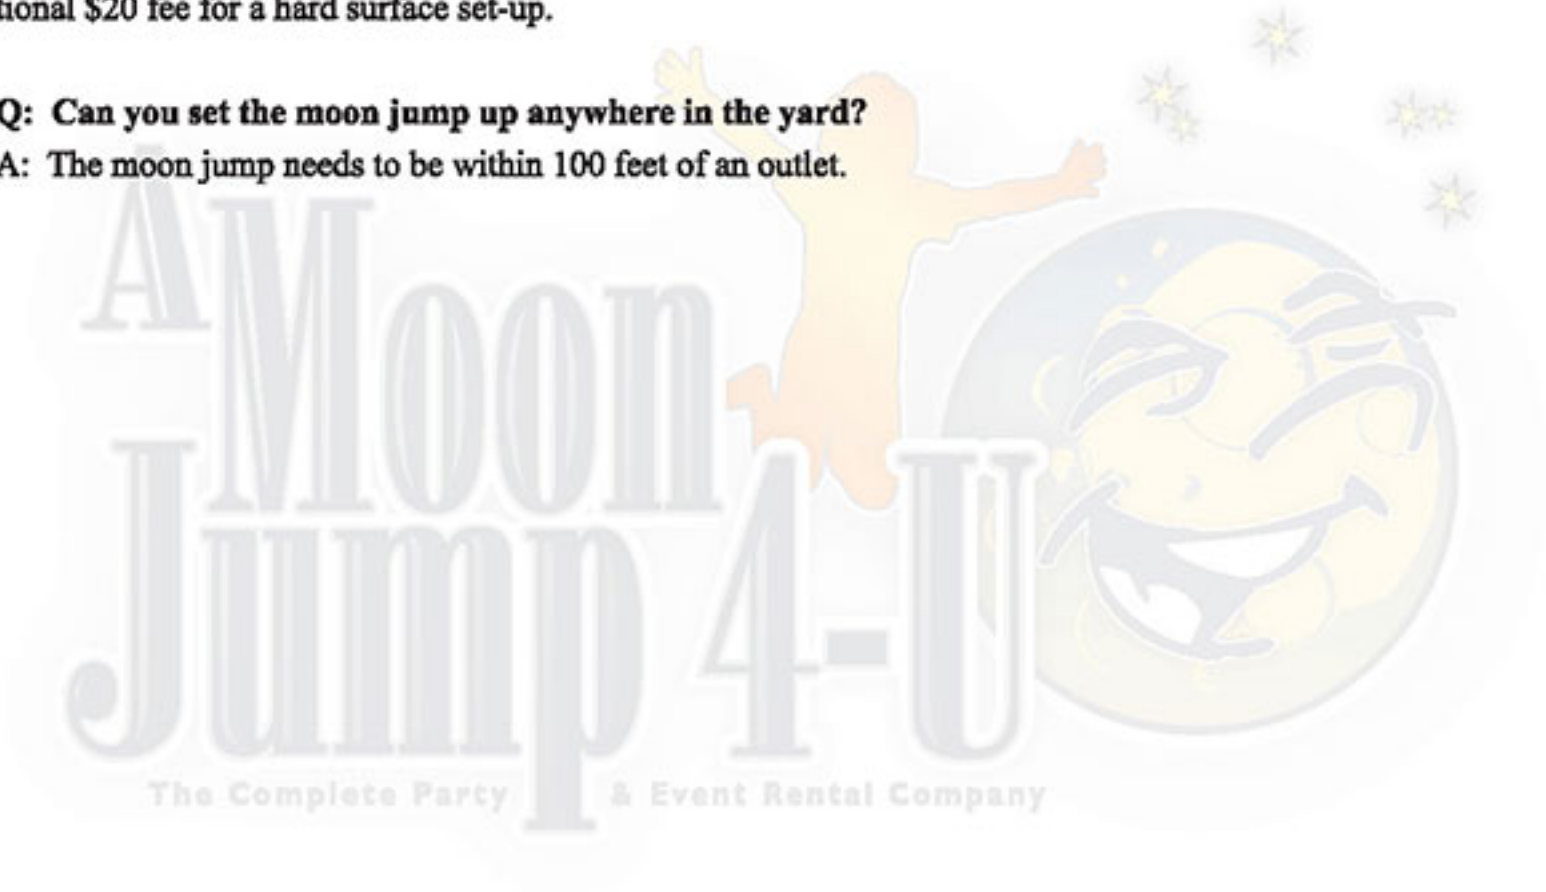 tional $20 fee for a hard surface set-up.
Q: Can you set the moon jump up anywhere in the yard?
A: The moon jump needs to be within 100 feet of an outlet.
A Moon
Jump 4-U
The Complete Party & Event Rental Company